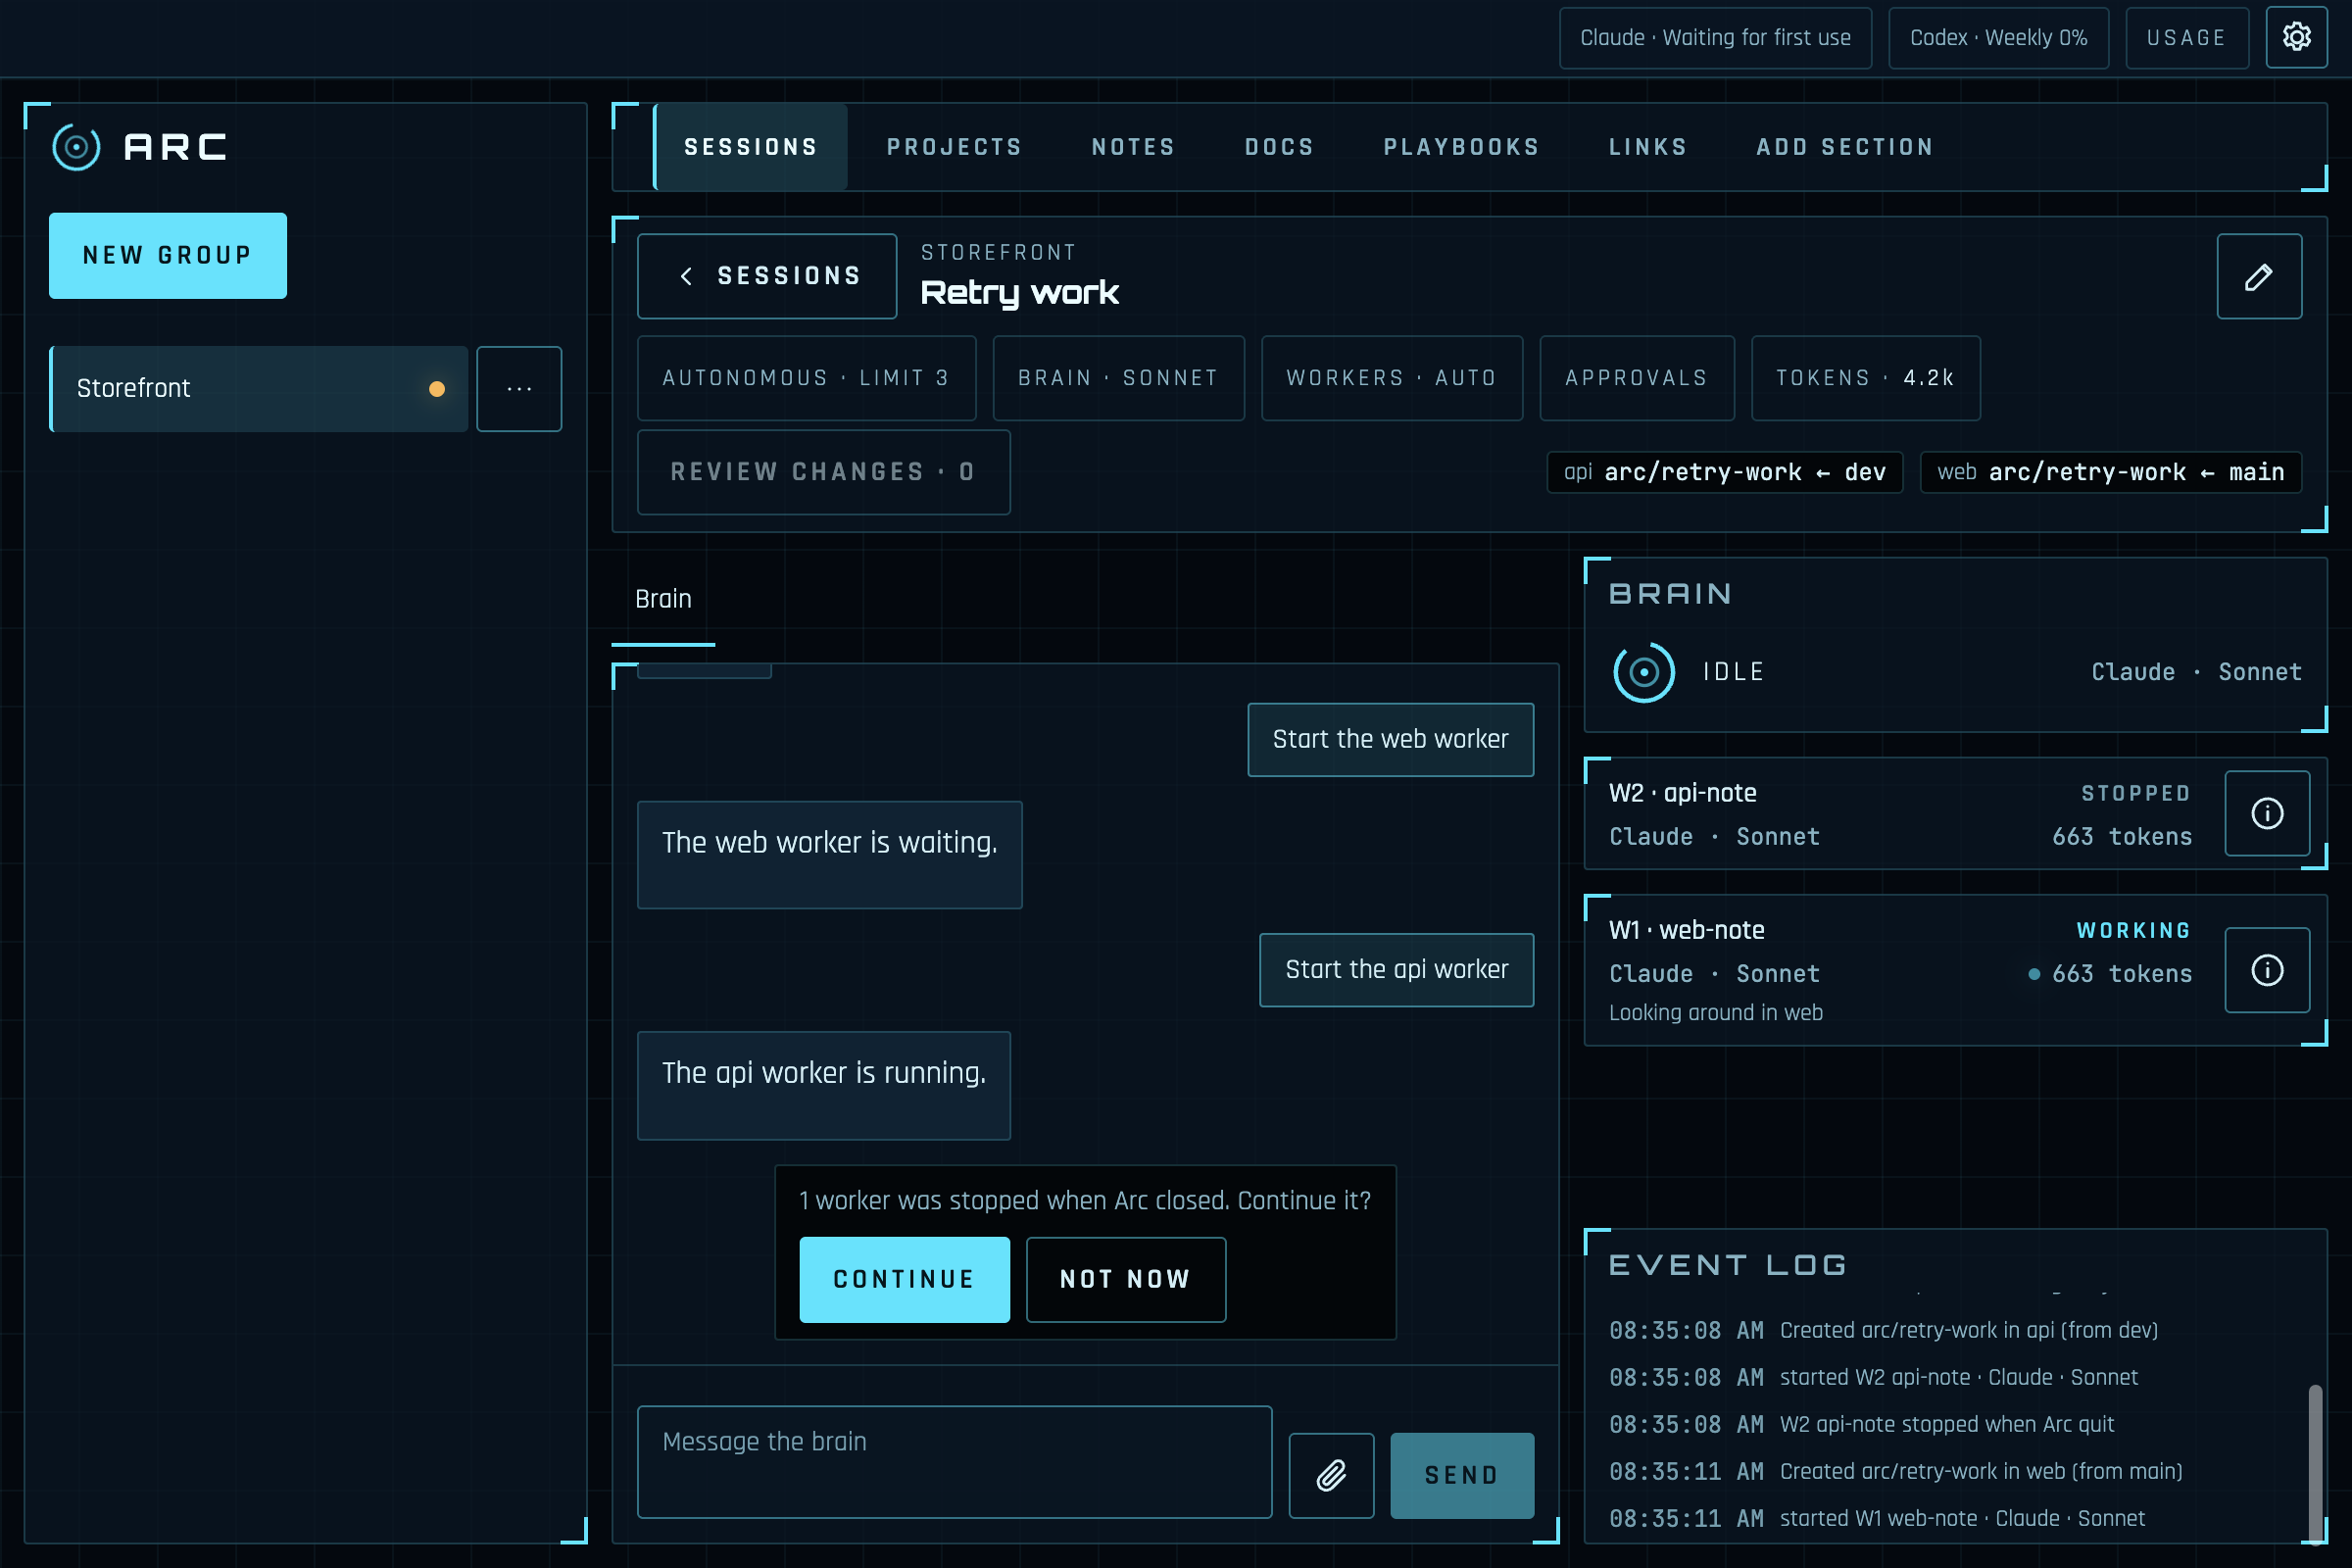 Claude · Waiting for first use
Codex · Weekly 0%
USAGE
ARC
NEW GROUP
Storefront
···
SESSIONS
PROJECTS
NOTES
DOCS
PLAYBOOKS
LINKS
ADD SECTION
SESSIONS
STOREFRONT
Retry work
AUTONOMOUS · LIMIT 3
BRAIN · SONNET
WORKERS · AUTO
APPROVALS
TOKENS · 4.2k
REVIEW CHANGES · 0
api arc/retry-work ← dev
web arc/retry-work ← main
Brain
Start the web worker
The web worker is waiting.
Start the api worker
The api worker is running.
1 worker was stopped when Arc closed. Continue it?
CONTINUE
NOT NOW
Message the brain
SEND
BRAIN
IDLE
Claude · Sonnet
W2 · api-note
STOPPED
Claude · Sonnet
663 tokens
W1 · web-note
WORKING
Claude · Sonnet
663 tokens
Looking around in web
EVENT LOG
08:35:08 AM Created arc/retry-work in api (from dev)
08:35:08 AM started W2 api-note · Claude · Sonnet
08:35:08 AM W2 api-note stopped when Arc quit
08:35:11 AM Created arc/retry-work in web (from main)
08:35:11 AM started W1 web-note · Claude · Sonnet